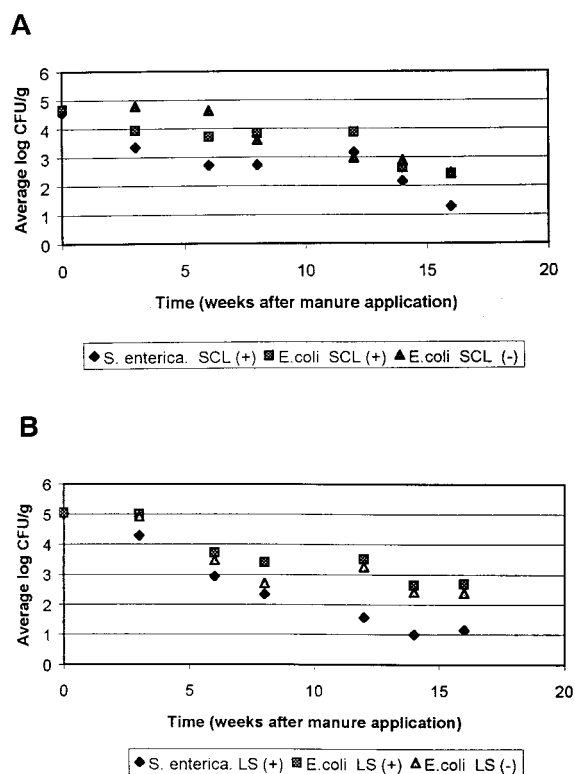 A
6
5
4
3
2
1
0
Average log CFU/g
0 5 10 15 20
Time (weeks after manure application)
S. enterica. SCL (+) E.coli SCL (+) E.coli SCL (-)
B
6
5
4
3
2
1
0
Average log CFU/g
0 5 10 15 20
Time (weeks after manure application)
S. enterica. LS (+) E.coli LS (+) E.coli LS (-)